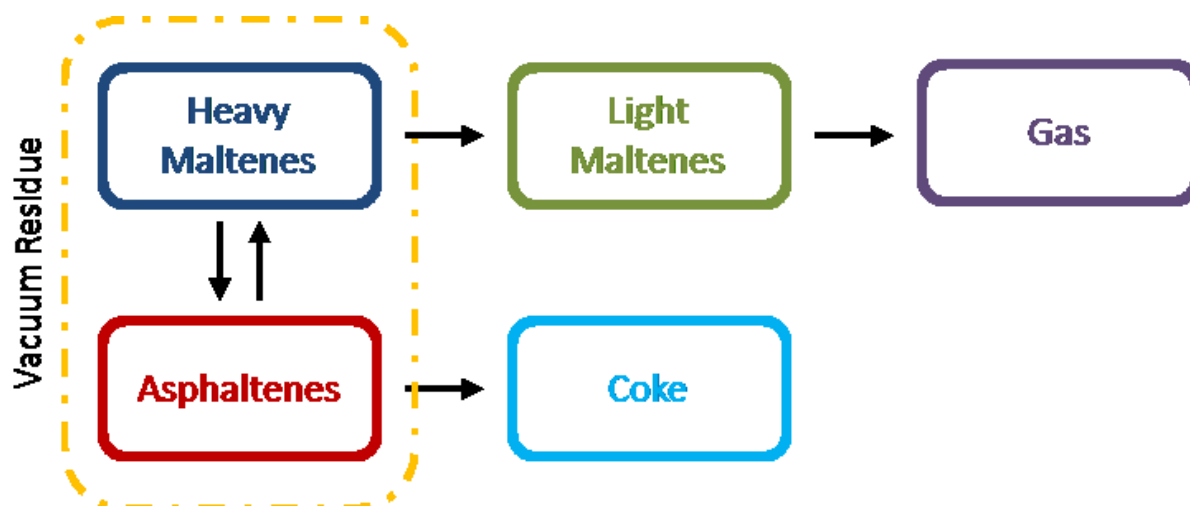 Vacuum Residue
Heavy
Maltenes
Light
Maltenes
Gas
Asphaltenes
Coke